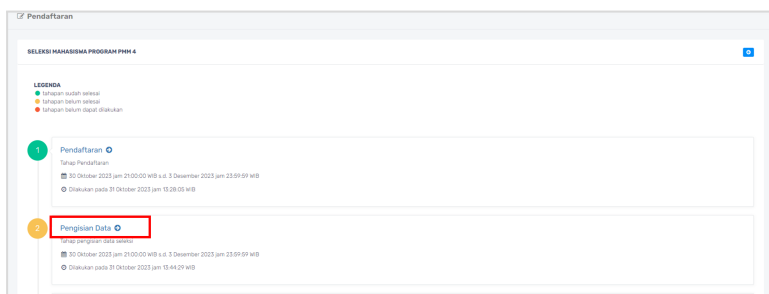 Pendaftaran
SELEKSI MAHASISWA PROGRAM PMM 4
LEGENDA
tahapan sudah selesai
tahapan belum selesai
tahapan belum dapat dilakukan
1
Pendaftaran
Tahap Pendaftaran
30 Oktober 2023 jam 21:00:00 WIB s.d. 3 Desember 2023 jam 23:59:59 WIB
Dilakukan pada 31 Oktober 2023 jam 13:28:05 WIB
2
Pengisian Data
Tahap pengisian data seleksi
30 Oktober 2023 jam 21:00:00 WIB s.d. 3 Desember 2023 jam 23:59:59 WIB
Dilakukan pada 31 Oktober 2023 jam 13:44:29 WIB